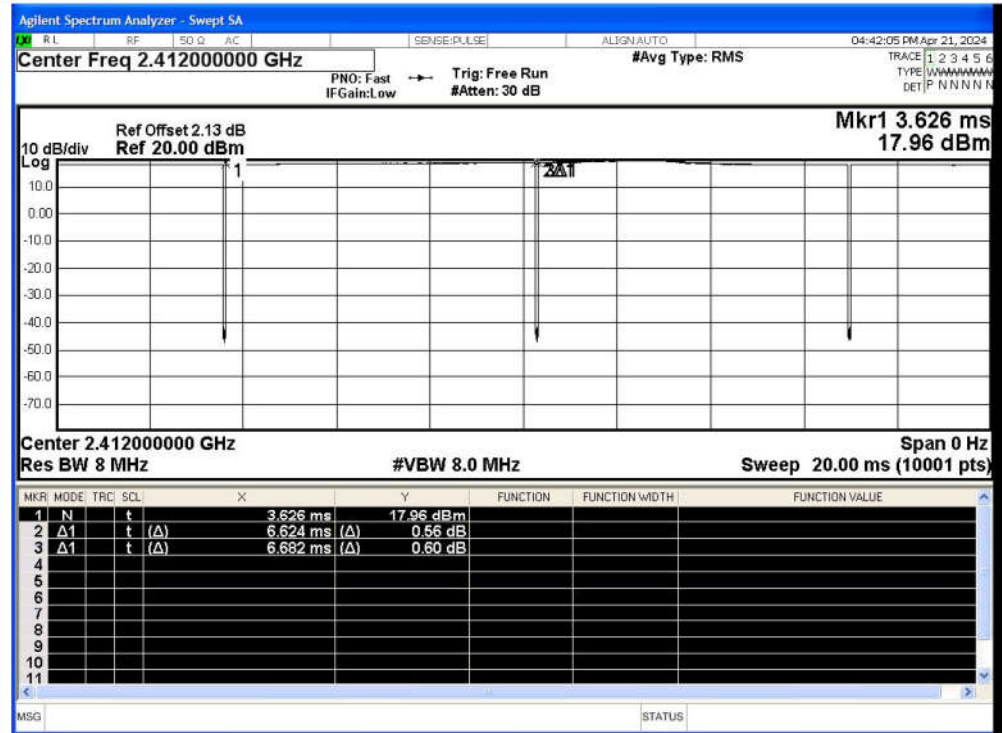 Agilent Spectrum Analyzer - Swept SA
LXI RL RF 50 Ω AC SENSE:PULSE ALIGN AUTO 04:42:05 PM Apr 21, 2024
Center Freq 2.412000000 GHz #Avg Type: RMS TRACE 1 2 3 4 5 6
PNO: Fast Trig: Free Run TYPE
IFGain:Low #Atten: 30 dB DET P N N N N N
Ref Offset 2.13 dB Mkr1 3.626 ms
10 dB/div Ref 20.00 dBm 17.96 dBm
Log
1 2 3Δ1
10.0
0.00
-10.0
-20.0
-30.0
-40.0
-50.0
-60.0
-70.0
Center 2.412000000 GHz Span 0 Hz
Res BW 8 MHz #VBW 8.0 MHz Sweep 20.00 ms (10001 pts)
MKR MODE TRC SCL X Y FUNCTION FUNCTION WIDTH FUNCTION VALUE
1 N t 3.626 ms 17.96 dBm
2 Δ1 t (Δ) 6.624 ms (Δ) 0.56 dB
3 Δ1 t (Δ) 6.682 ms (Δ) 0.60 dB
4
5
6
7
8
9
10
11
MSG STATUS